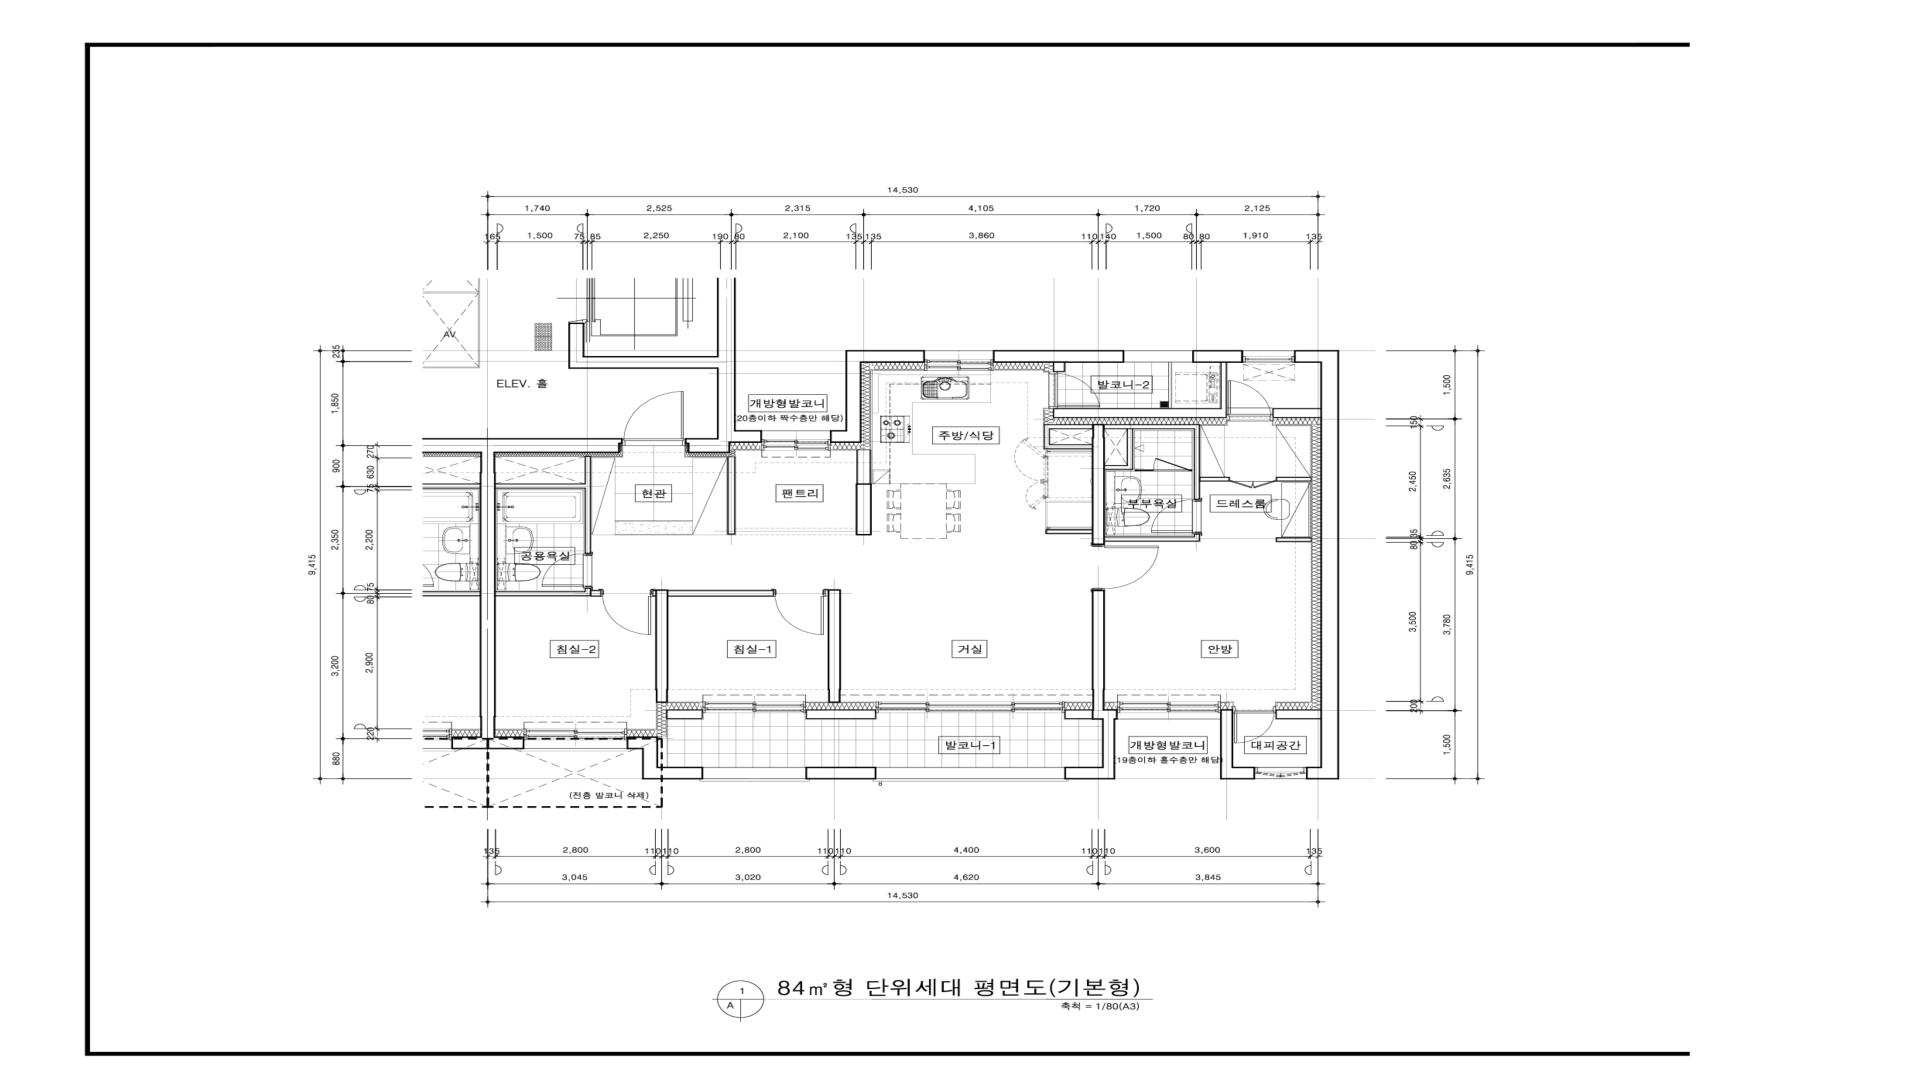 14,530
1,740 2,525 2,315 4,105 1,720 2,125
165 1,500 75 85 2,250 190 80 2,100 135 135 3,860 110 140 1,500 80 80 1,910 135
AV
ELEV. 홀
개방형발코니
(20층이하 짝수층만 해당)
주방/식당
발코니-2
현관
팬트리
부부욕실
드레스룸
공용욕실
침실-2
침실-1
거실
안방
발코니-1
개방형발코니
(19층이하 홀수층만 해당)
대피공간
(전층 발코니 삭제)
9,415
235
1,850
900
2,350
3,200
880
270
630
75
2,200
75
80
2,900
220
150
2,450
35
80
3,500
200
1,500
2,635
3,780
1,500
9,415
135 2,800 110 110 2,800 110 110 4,400 110 110 3,600 135
3,045 3,020 4,620 3,845
14,530
1
A
84㎡형 단위세대 평면도(기본형)
축척 = 1/80(A3)